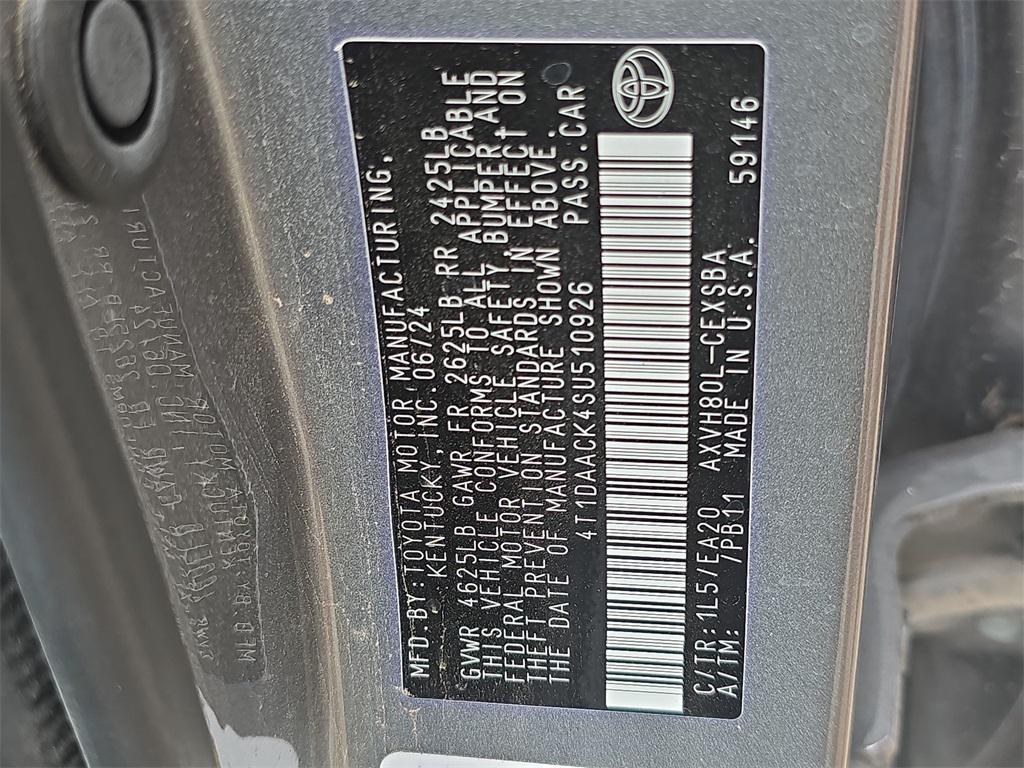 MFD BY:TOYOTA MOTOR MANUFACTURING,
KENTUCKY, INC. 06/24
GVWR 4625LB GAWR FR 2625LB RR 2425LB
THIS VEHICLE CONFORMS TO ALL APPLICABLE
FEDERAL MOTOR VEHICLE SAFETY, BUMPER, AND
THEFT PREVENTION STANDARDS IN EFFECT ON
THE DATE OF MANUFACTURE SHOWN ABOVE.
4T1DAACK4SU510926 PASS.CAR
C/TR:1L5/EA20 AXVH80L-CEXSBA 59146
A/TM: /PB11 MADE IN U.S.A.